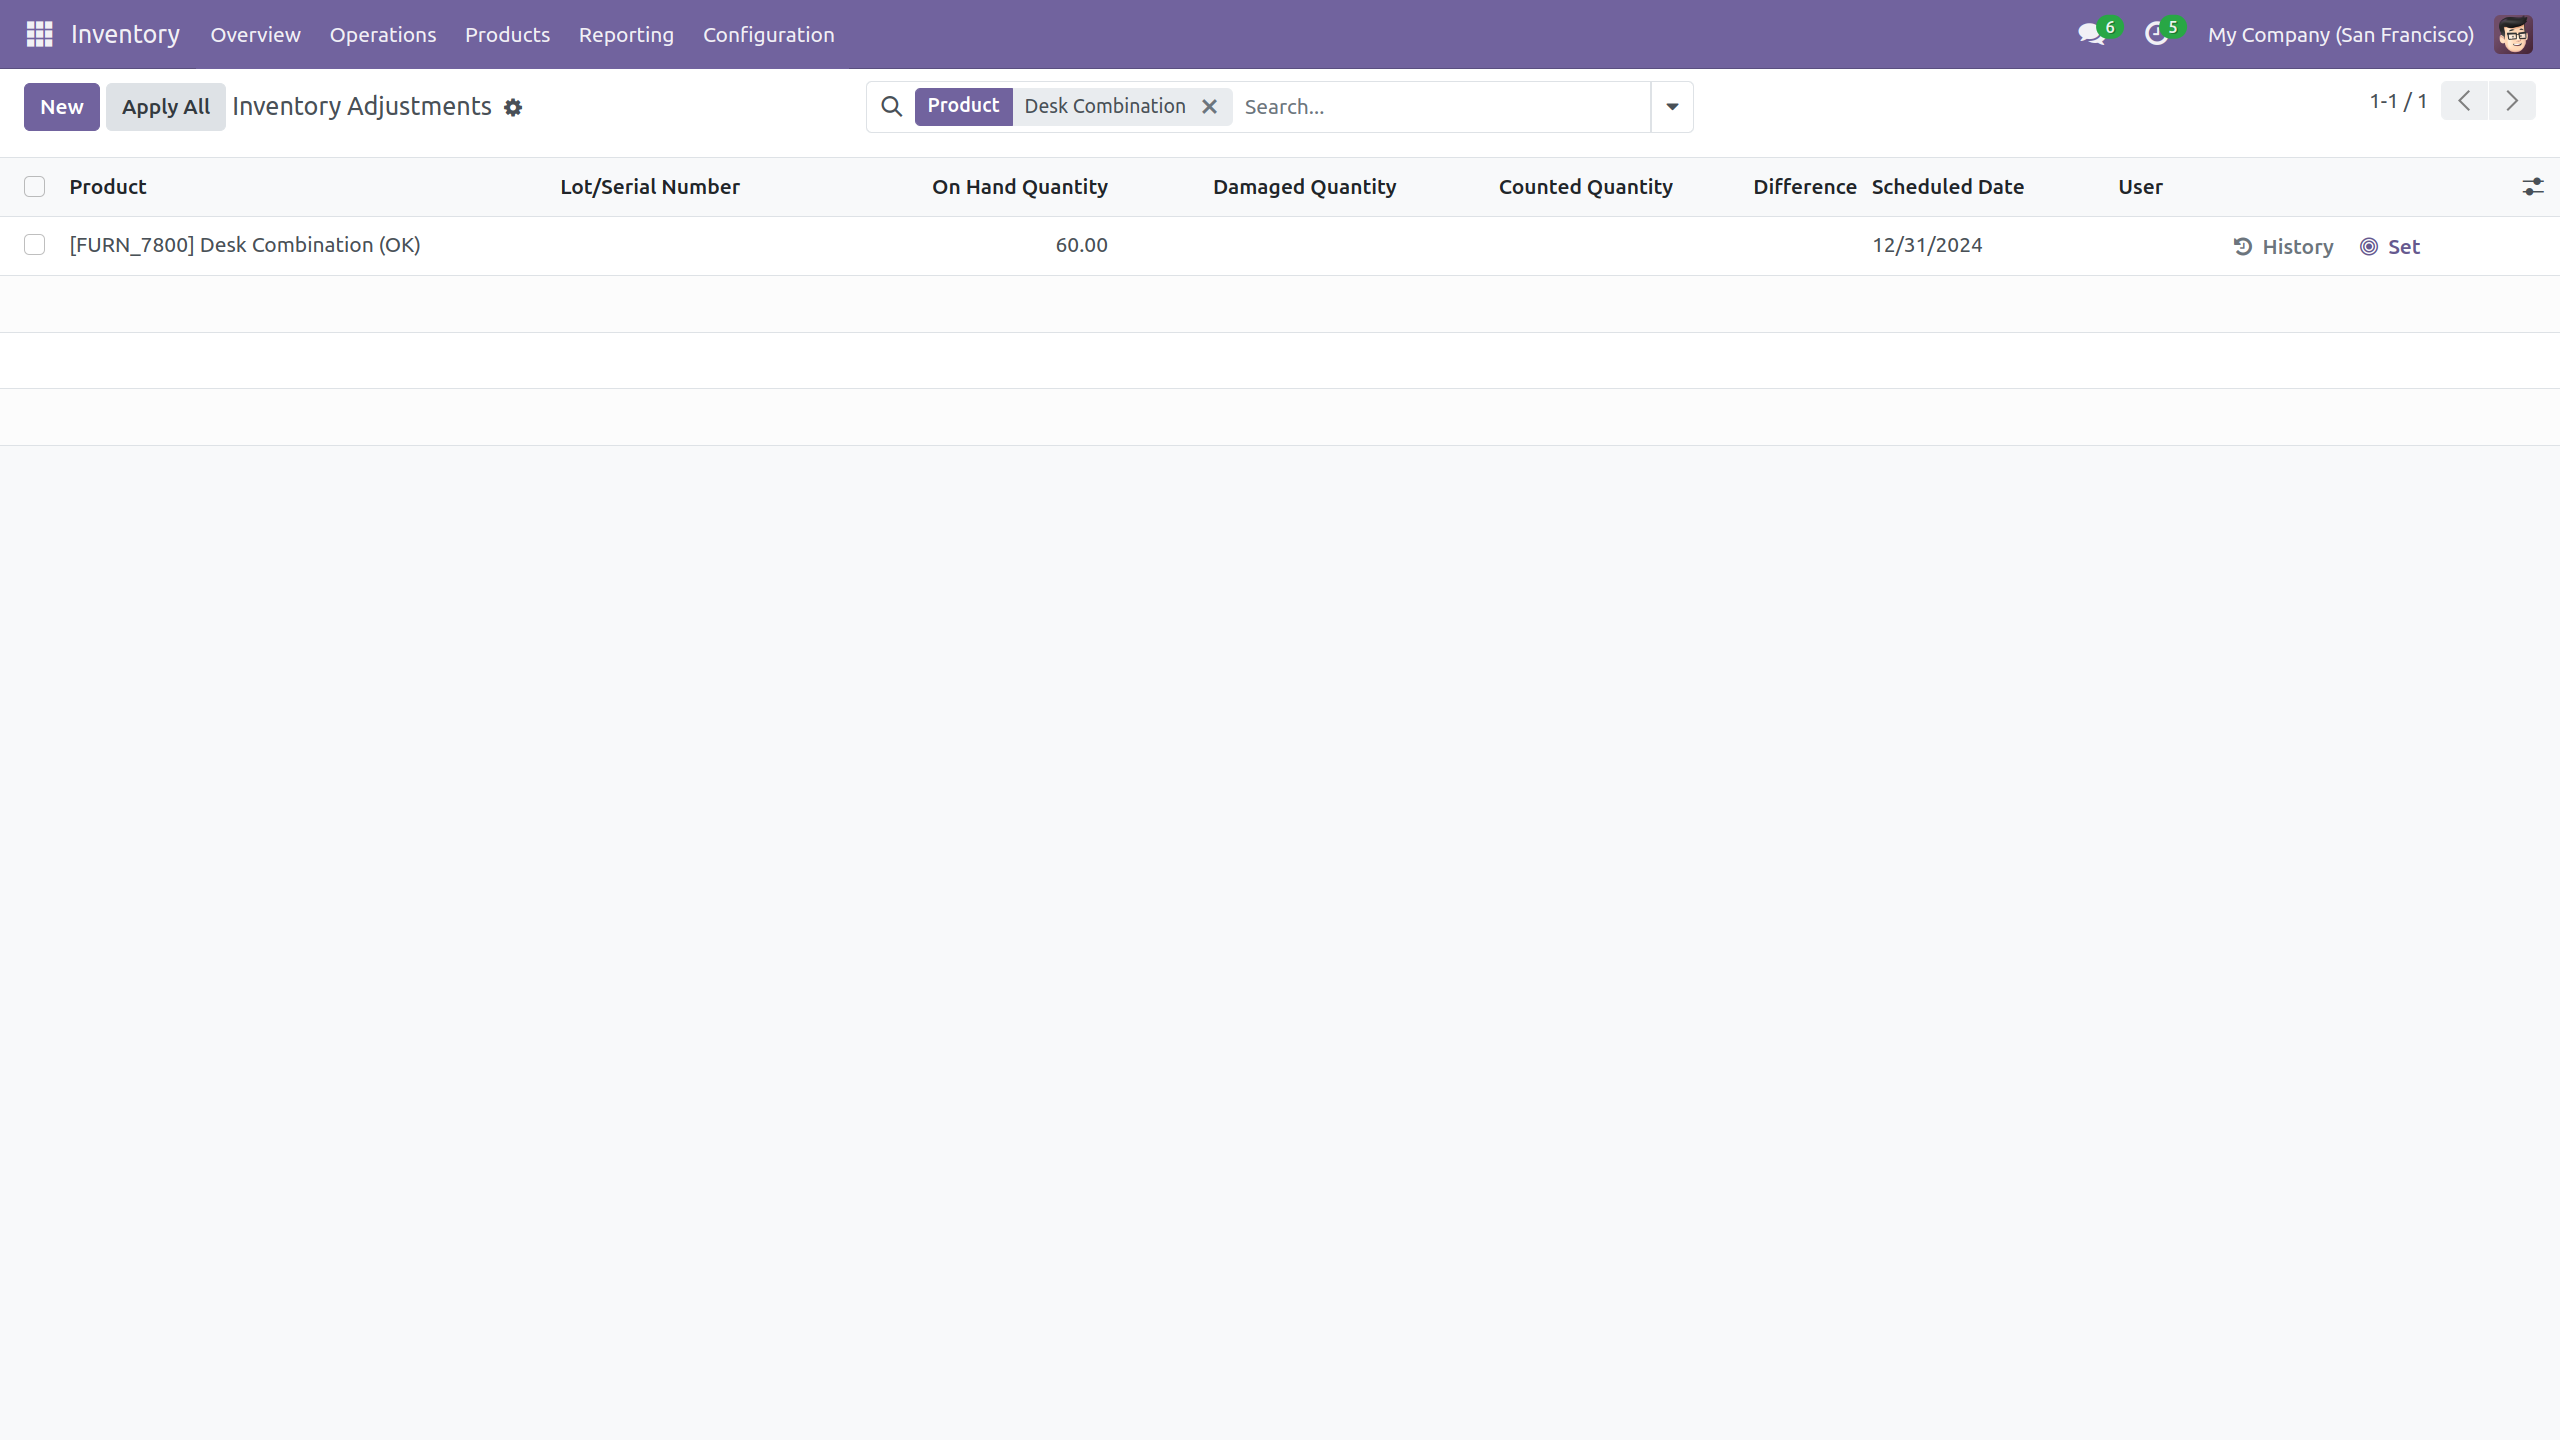 Inventory Overview Operations Products Reporting Configuration 6 5 My Company (San Francisco)
New Apply All Inventory Adjustments Product Desk Combination Search... 1-1 / 1
Product Lot/Serial Number On Hand Quantity Damaged Quantity Counted Quantity Difference Scheduled Date User
[FURN_7800] Desk Combination (OK) 60.00 12/31/2024 History Set